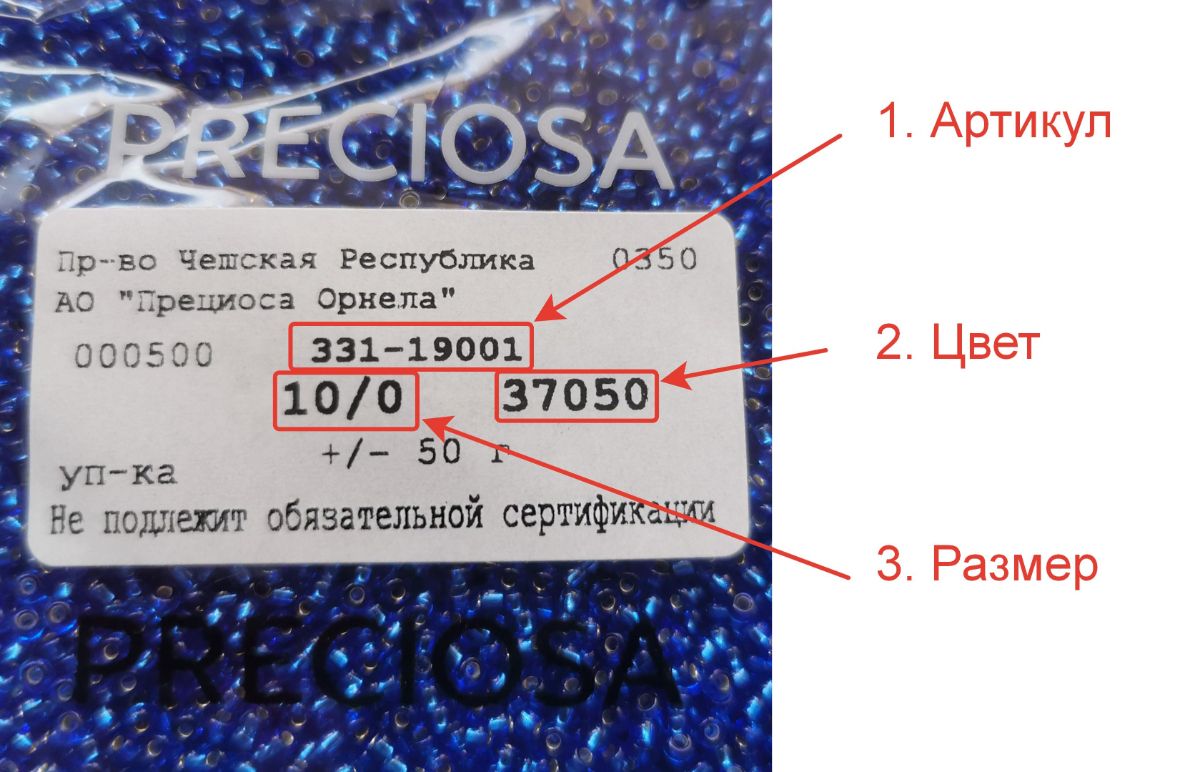 PRECIOSA
1. Артикул
Пр-во Чешская Республика 0350
АО "Прециоса Орнела"
000500 331-19001
2. Цвет
10/0 37050
+/- 50 г
уп-ка
Не подлежит обязательной сертификации
3. Размер
PRECIOSA